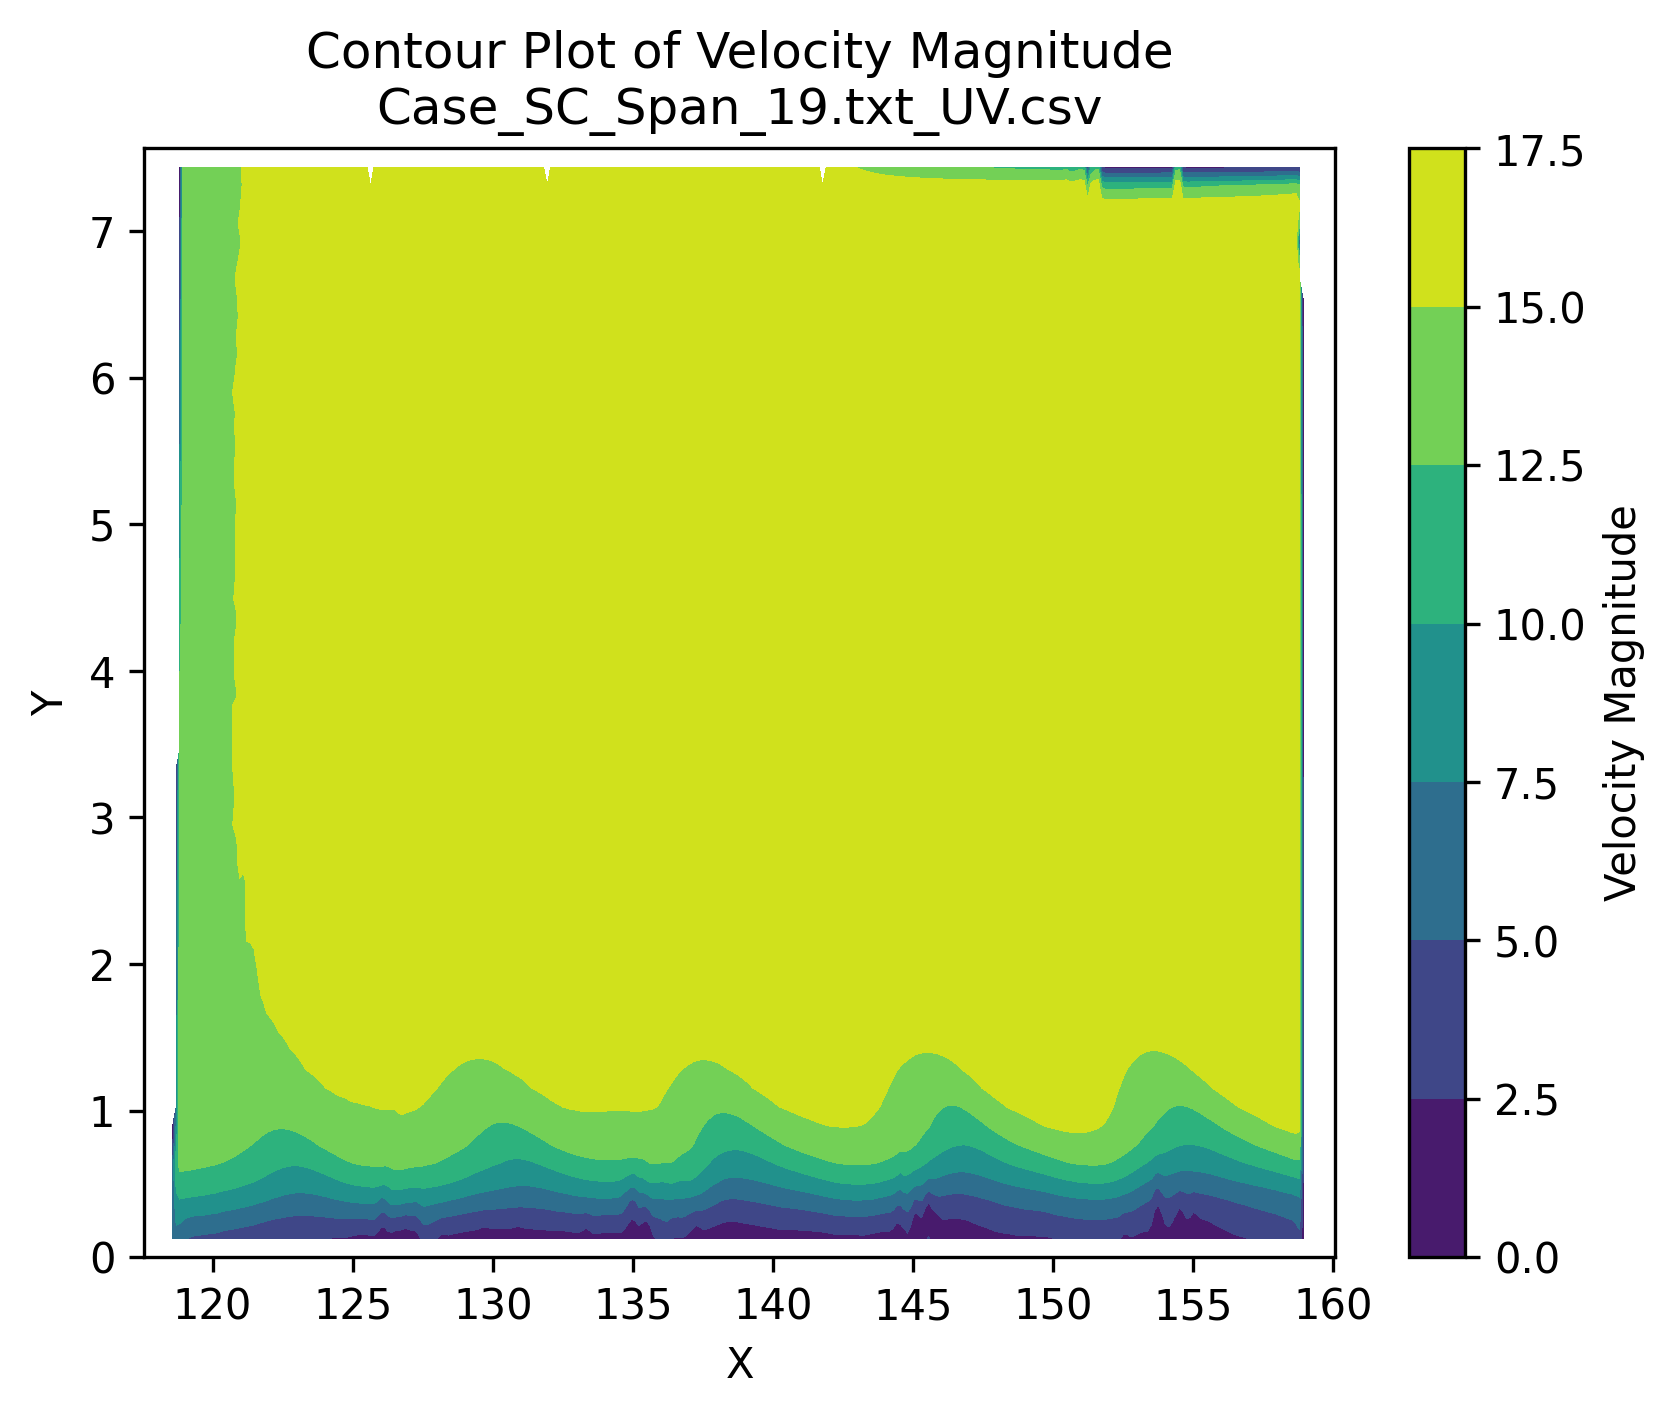 Contour Plot of Velocity Magnitude
Case_SC_Span_19.txt_UV.csv
7
6
5
4
3
2
1
0
Y
120 125 130 135 140 145 150 155 160
X
17.5
15.0
12.5
10.0
7.5
5.0
2.5
0.0
Velocity Magnitude